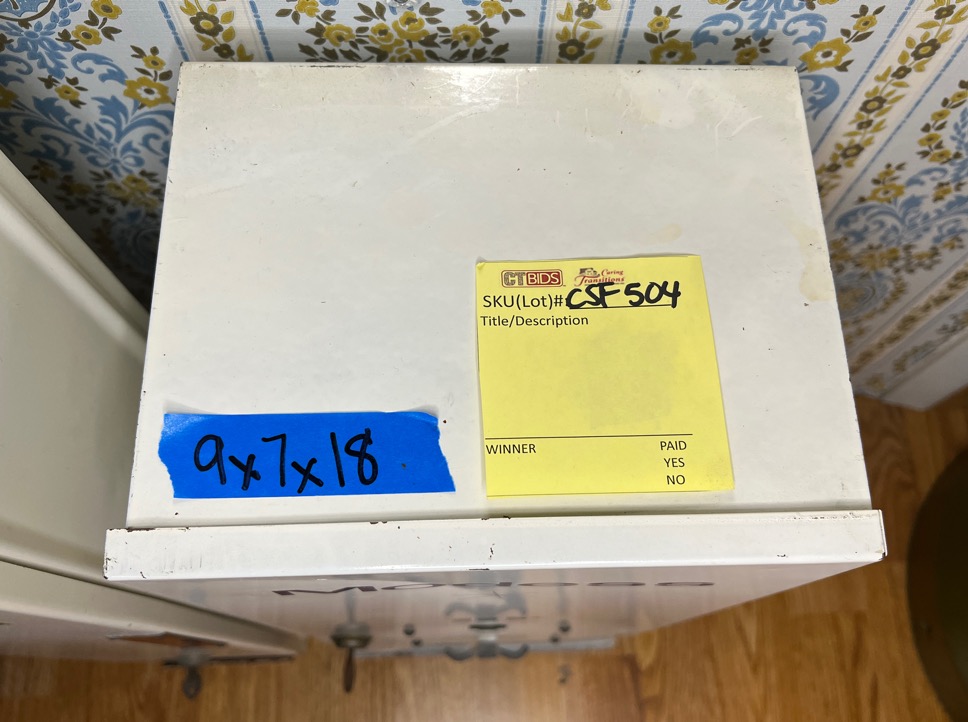 CTBIDS Caring Transitions
SKU(Lot)# CSF504
Title/Description
WINNER PAID
YES
NO
9x7x18